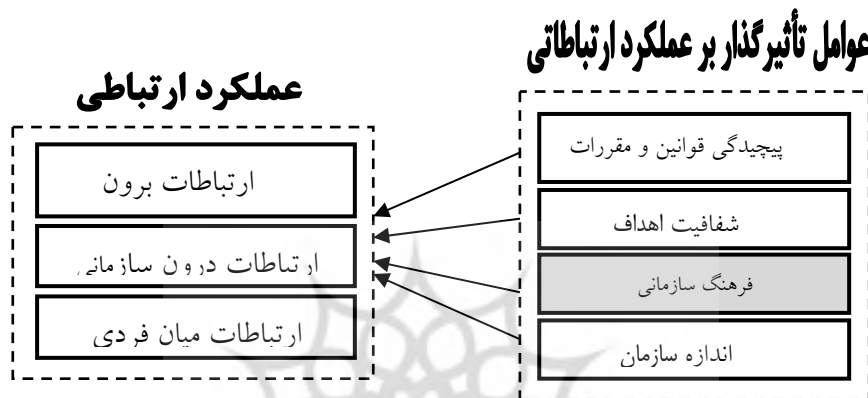 عوامل تأثیرگذار بر عملکرد ارتباطاتی
پیچیدگی قوانین و مقررات
شفافیت اهداف
فرهنگ سازمانی
اندازه سازمان
عملکرد ارتباطی
ارتباطات برون
ارتباطات درون سازمانی
ارتباطات میان فردی